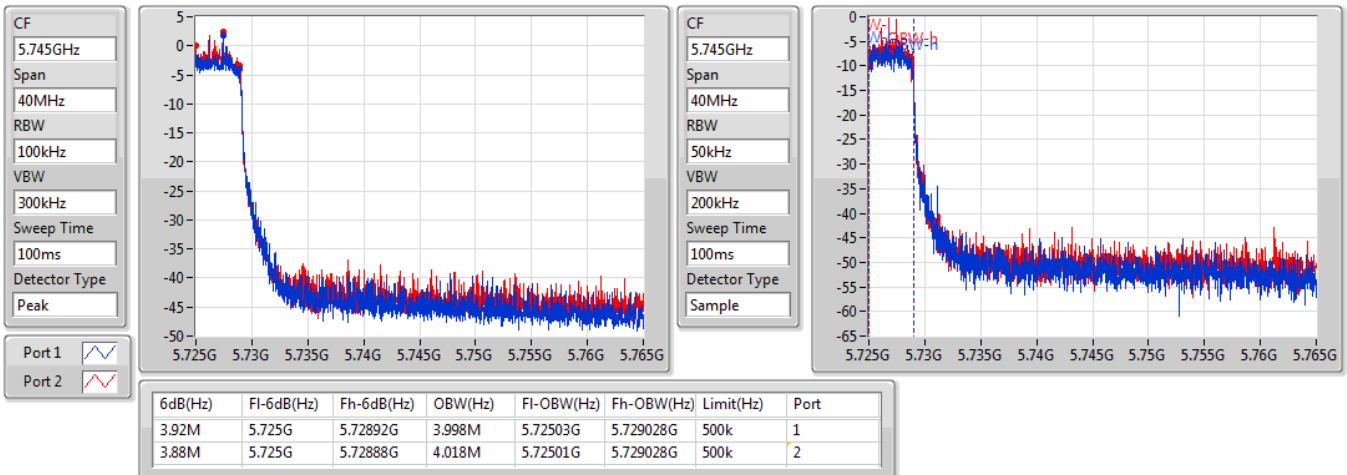 CF
5.745GHz
Span
40MHz
RBW
100kHz
VBW
300kHz
Sweep Time
100ms
Detector Type
Peak
Port 1
Port 2
5
0
-5
-10
-15
-20
-25
-30
-35
-40
-45
-50
5.725G 5.73G 5.735G 5.74G 5.745G 5.75G 5.755G 5.76G 5.765G
CF
5.745GHz
Span
40MHz
RBW
50kHz
VBW
200kHz
Sweep Time
100ms
Detector Type
Sample
0
-5
-10
-15
-20
-25
-30
-35
-40
-45
-50
-55
-60
-65
5.725G 5.73G 5.735G 5.74G 5.745G 5.75G 5.755G 5.76G 5.765G
6dB(Hz) Fl-6dB(Hz) Fh-6dB(Hz) OBW(Hz) Fl-OBW(Hz) Fh-OBW(Hz) Limit(Hz) Port
3.92M 5.725G 5.72892G 3.998M 5.72503G 5.729028G 500k 1
3.88M 5.725G 5.72888G 4.018M 5.72501G 5.729028G 500k 2